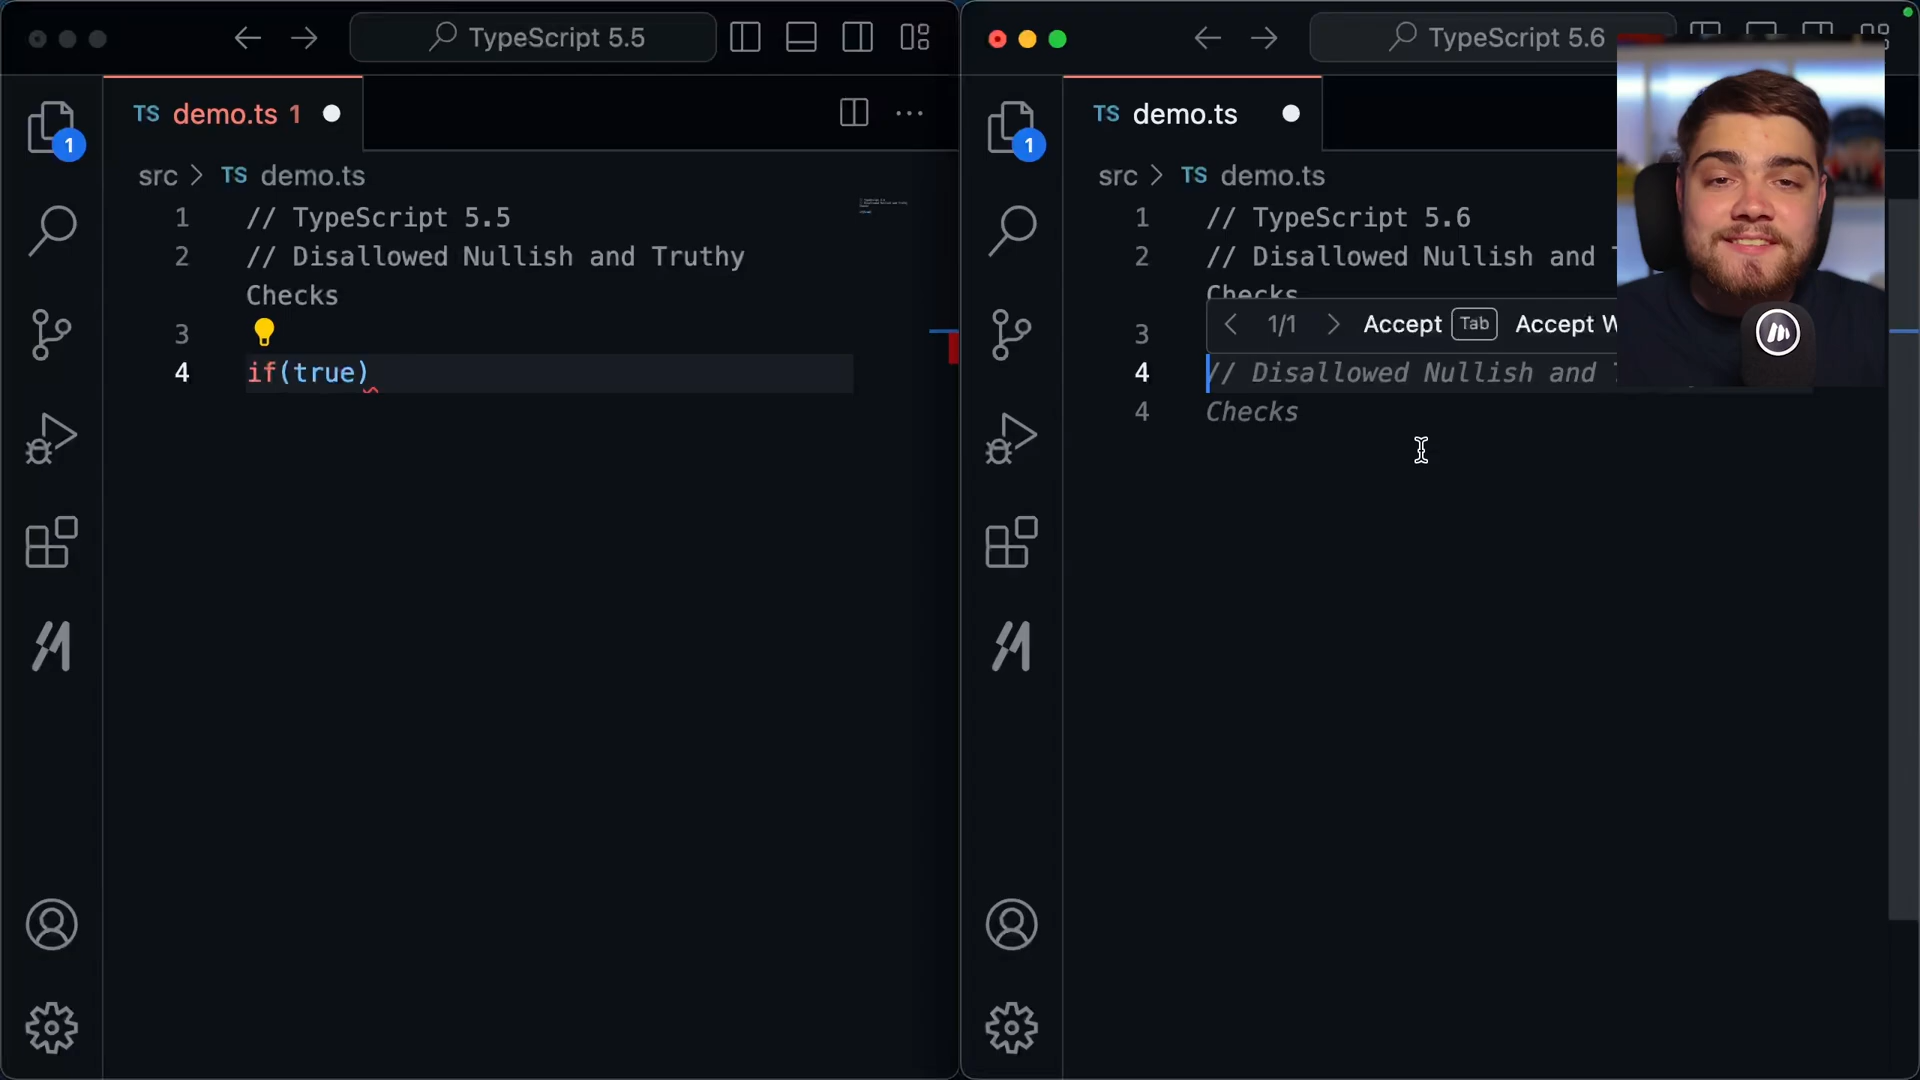 TypeScript 5.5
TS demo.ts 1
1
src > TS demo.ts
1 // TypeScript 5.5
2 // Disallowed Nullish and Truthy
Checks
3
4 if(true)
TypeScript 5.6
TS demo.ts
1
src > TS demo.ts
1 // TypeScript 5.6
2 // Disallowed Nullish and
Checks
3
< 1/1 > Accept Tab Accept W
4 // Disallowed Nullish and
4 Checks